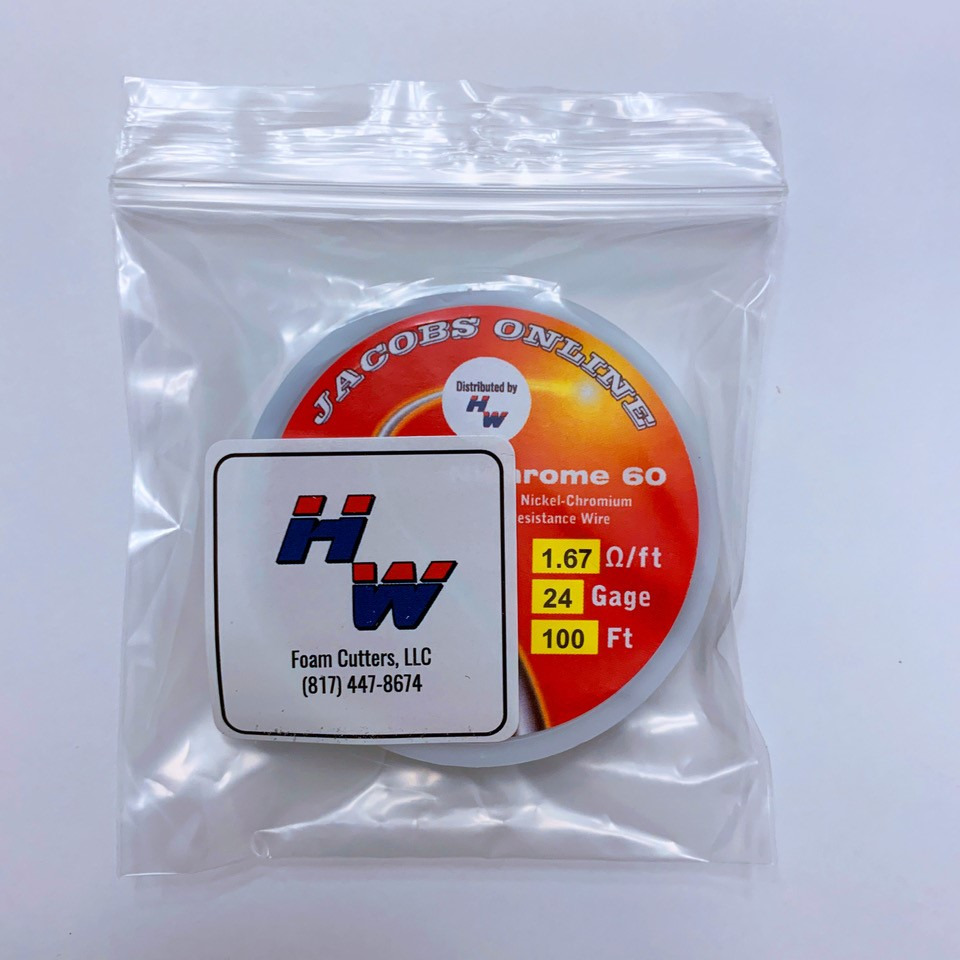 JACOBS ONLINE
Distributed by
HW
hrome 60
Nickel-Chromium
esistance Wire
1.67 Ω/ft
24 Gage
100 Ft
HW
Foam Cutters, LLC
(817) 447-8674